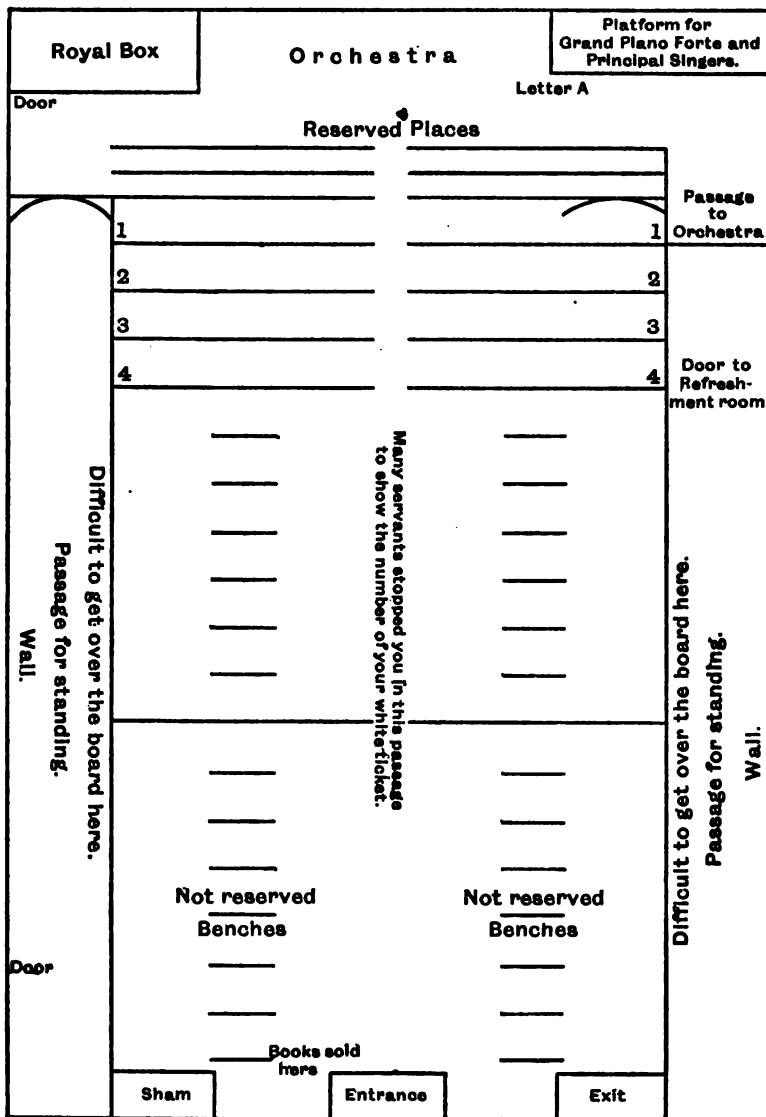 Royal Box
Orchestra
Platform for
Grand Piano Forte and
Principal Singers.
Door
Letter A
Reserved Places
Passage
to
Orchestra
1
1
2
2
3
3
4
4
Door to
Refresh-
ment room
Many servants stopped you in this passage
to show the number of your white ticket.
Difficult to get over the board here.
Passage for standing.
Wall.
Difficult to get over the board here.
Passage for standing.
Wall.
Not reserved
Benches
Not reserved
Benches
Door
Books sold
here
Sham
Entrance
Exit